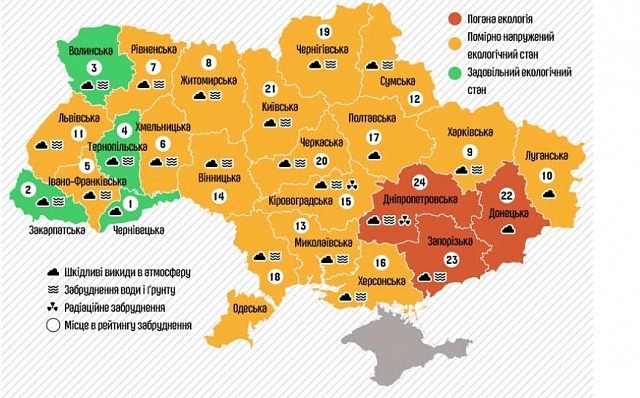 Погана екологія
Помірно напружений
екологічний стан
Задовільний екологічний
стан
19
Чернігівська
Волинська
3
Рівненська
7
8
Житомирська
Сумська
12
21
Київська
Львівська
11
4
Тернопільська
Хмельницька
6
Полтавська
17
Харківська
9
Луганська
10
Черкаська
20
5
Івано-Франківська
Вінницька
14
2
Закарпатська
1
Чернівецька
Кіровоградська
15
24
Дніпропетровська
22
Донецька
13
Миколаївська
Запорізька
23
16
Херсонська
18
Одеська
Шкідливі викиди в атмосферу
Забруднення води і ґрунту
Радіаційне забруднення
Місце в рейтингу забруднення